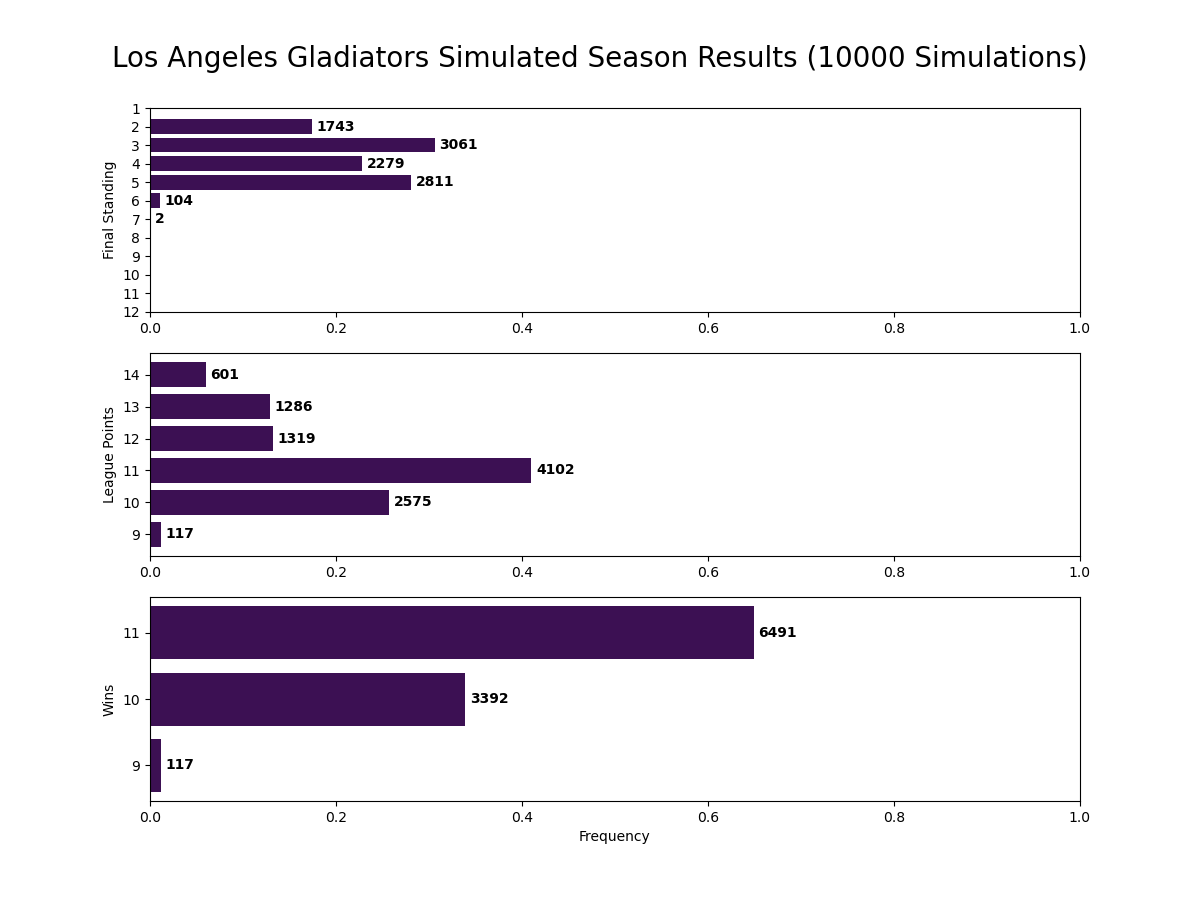 Los Angeles Gladiators Simulated Season Results (10000 Simulations)
Final Standing
1
2 1743
3 3061
4 2279
5 2811
6 104
7 2
8
9
10
11
12
0.0 0.2 0.4 0.6 0.8 1.0
League Points
14 601
13 1286
12 1319
11 4102
10 2575
9 117
0.0 0.2 0.4 0.6 0.8 1.0
Wins
11 6491
10 3392
9 117
0.0 0.2 0.4 0.6 0.8 1.0
Frequency